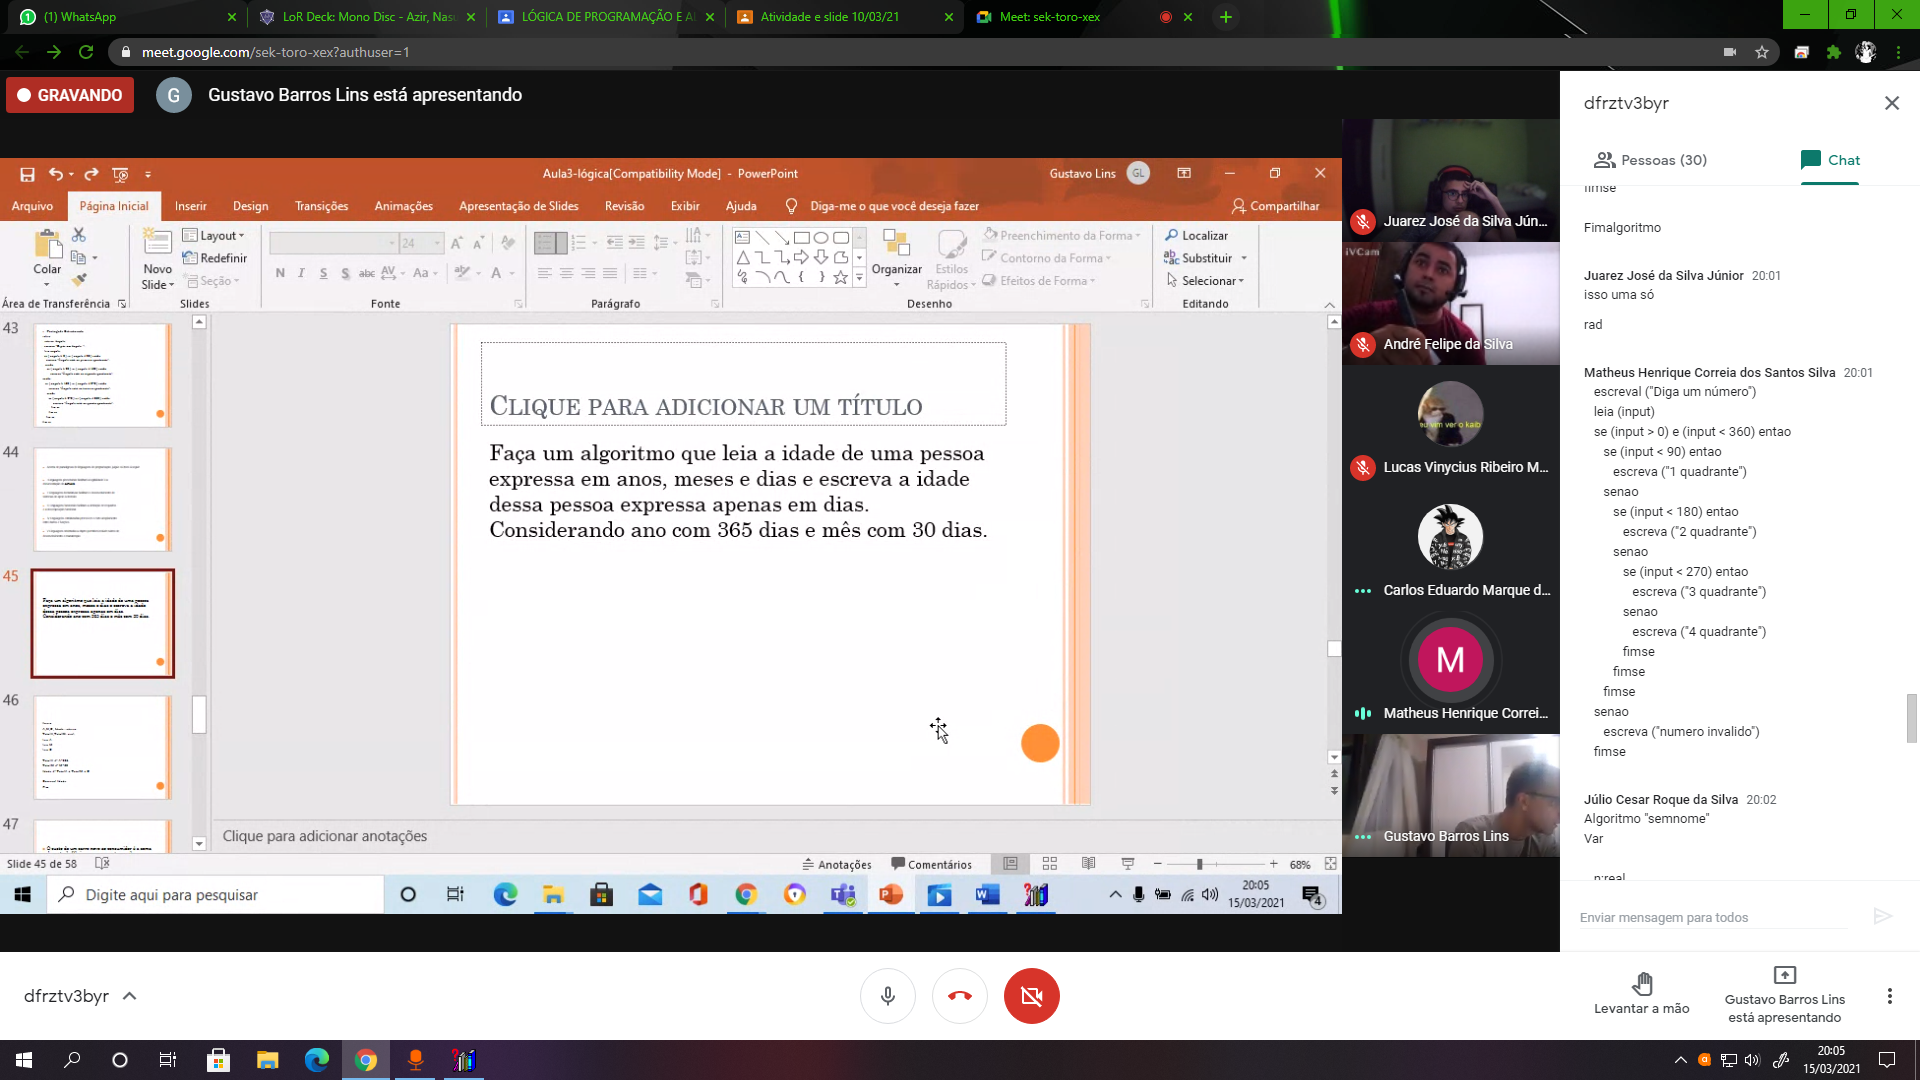 (1) WhatsApp
LoR Deck: Mono Disc - Azir, Nasu
LÓGICA DE PROGRAMAÇÃO E A
Atividade e slide 10/03/21
Meet: sek-toro-xex
meet.google.com/sek-toro-xex?authuser=1
GRAVANDO
G
Gustavo Barros Lins está apresentando
Aula3-lógica[Compatibility Mode] - PowerPoint
Gustavo Lins
GL
Arquivo
Página Inicial
Inserir
Design
Transições
Animações
Apresentação de Slides
Revisão
Exibir
Ajuda
Diga-me o que você deseja fazer
Compartilhar
Colar
Novo
Slide
Layout
Redefinir
Seção
24
Organizar
Estilos
Rápidos
Preenchimento da Forma
Contorno da Forma
Efeitos de Forma
Localizar
Substituir
Selecionar
Área de Transferência
Slides
Fonte
Parágrafo
Desenho
Editando
43
44
45
46
47
CLIQUE PARA ADICIONAR UM TÍTULO
Faça um algoritmo que leia a idade de uma pessoa
expressa em anos, meses e dias e escreva a idade
dessa pessoa expressa apenas em dias.
Considerando ano com 365 dias e mês com 30 dias.
Clique para adicionar anotações
Slide 45 de 58
Anotações
Comentários
68%
Digite aqui para pesquisar
20:05
15/03/2021
4
iVCam
Juarez José da Silva Jún...
André Felipe da Silva
eu vim ver o kaib
Lucas Vinycius Ribeiro M...
Carlos Eduardo Marque d...
M
Matheus Henrique Correi...
Gustavo Barros Lins
dfrztv3byr
Pessoas (30)
Chat
fimse
Fimalgoritmo
Juarez José da Silva Júnior 20:01
isso uma só
rad
Matheus Henrique Correia dos Santos Silva 20:01
escreval ("Diga um número")
leia (input)
se (input > 0) e (input < 360) entao
se (input < 90) entao
escreva ("1 quadrante")
senao
se (input < 180) entao
escreva ("2 quadrante")
senao
se (input < 270) entao
escreva ("3 quadrante")
senao
escreva ("4 quadrante")
fimse
fimse
fimse
senao
escreva ("numero invalido")
fimse
Júlio Cesar Roque da Silva 20:02
Algoritmo "semnome"
Var
n:real
Enviar mensagem para todos
dfrztv3byr
Levantar a mão
Gustavo Barros Lins
está apresentando
20:05
15/03/2021